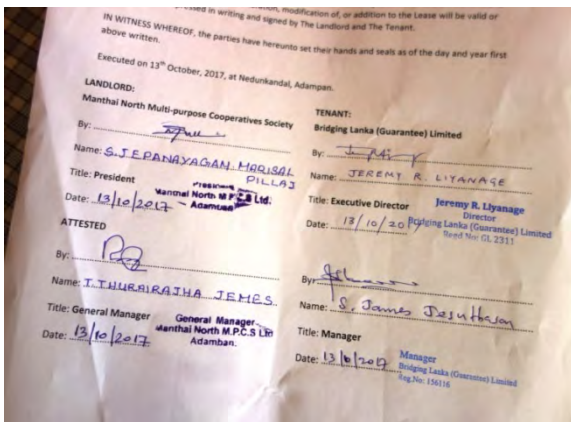 modification of, or addition to the Lease will be valid or
in writing and signed by The Landlord and The Tenant.
IN WITNESS WHEREOF, the parties have hereunto set their hands and seals as of the day and year first
above written.
Executed on 13th October, 2017, at Nedunkandal, Adampan.
LANDLORD:
Manthai North Multi-purpose Cooperatives Society
By:
Name: S. JEPANAYAGAM MARISAL
PILLAI
Title: President
President
Manthai North M.P.C.S Ltd.
Adamban
Date: 13/10/2017
ATTESTED
By:
Name: T. THURAIRAJHA JEMES.
Title: General Manager
General Manager
Manthai North M.P.C.S Ltd
Adamban.
Date: 13/10/2017
TENANT:
Bridging Lanka (Guarantee) Limited
By:
Name: JEREMY R. LIYANAGE
Title: Executive Director
Jeremy R. Liyanage
Director
Bridging Lanka (Guarantee) Limited
Regd No: GL 2311
Date: 13/10/2017
By:
Name: S. James Jesuthasan
Title: Manager
Date: 13/10/2017
Manager
Bridging Lanka (Guarantee) Limited
Reg.No: 156116